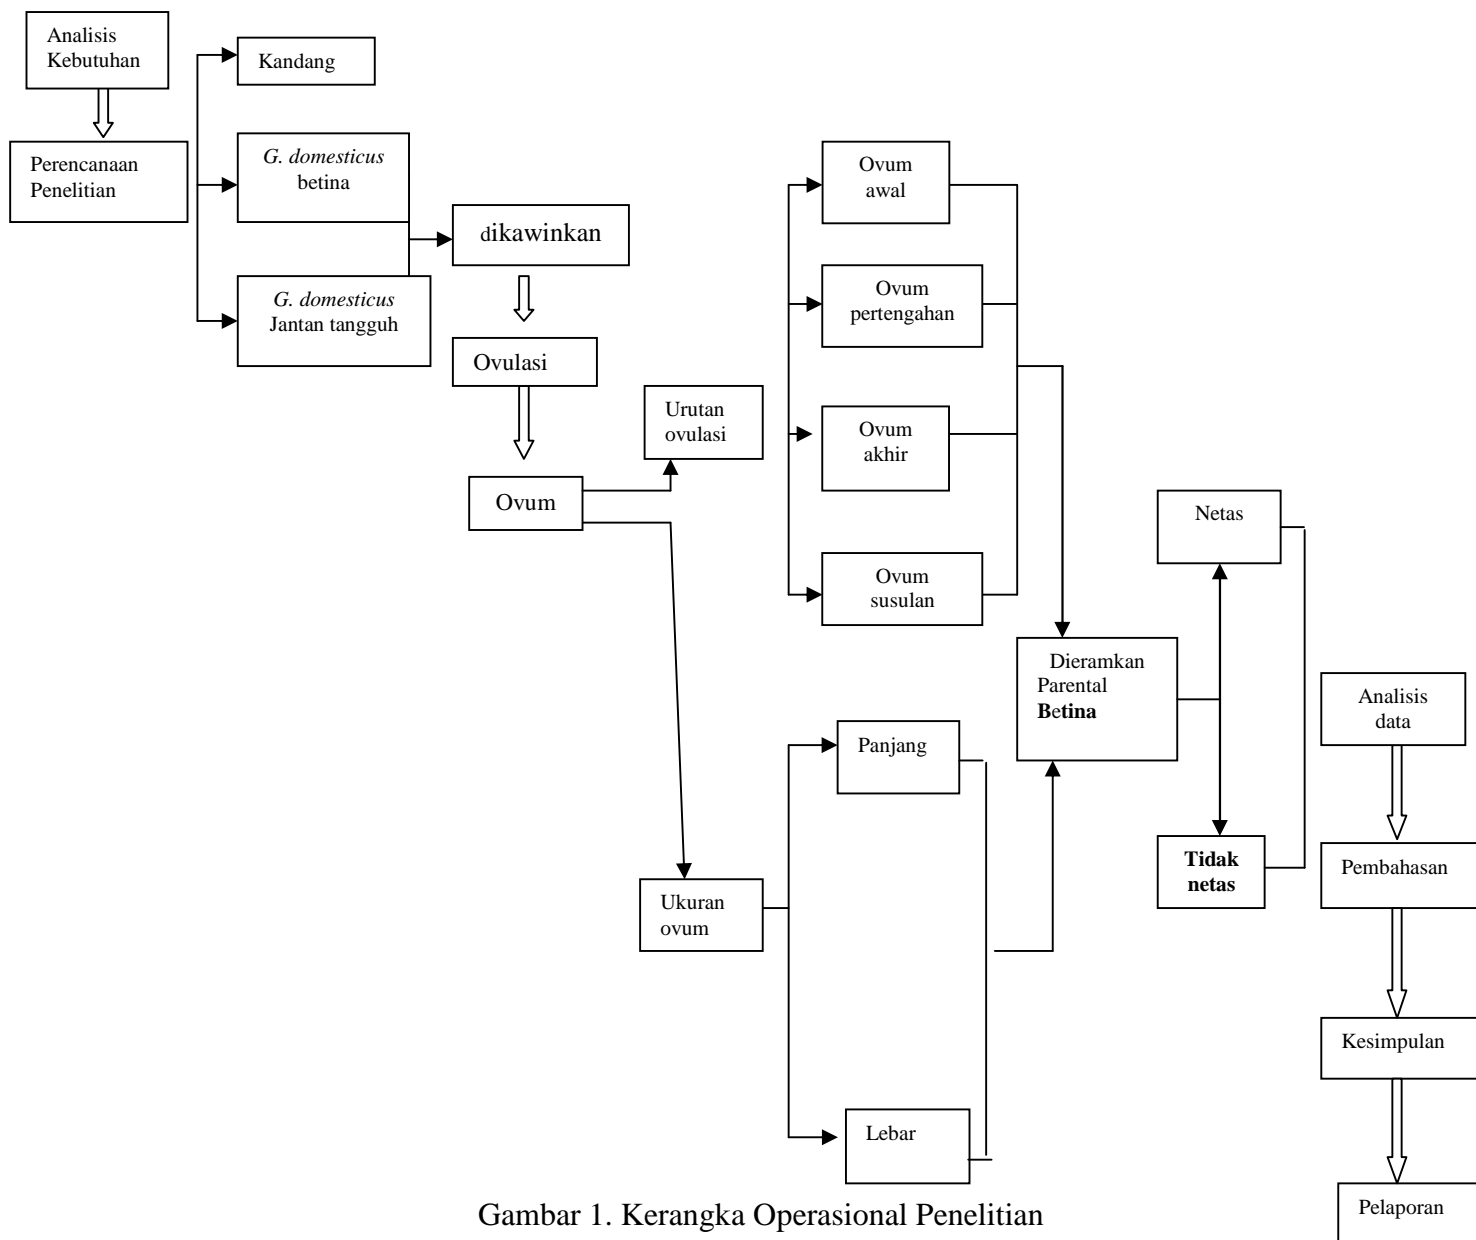 Analisis
Kebutuhan
Perencanaan
Penelitian
Kandang
G. domesticus
betina
G. domesticus
Jantan tangguh
dikawinkan
Ovulasi
Ovum
Urutan
ovulasi
Ukuran
ovum
Ovum
awal
Ovum
pertengahan
Ovum
akhir
Ovum
susulan
Panjang
Lebar
Dieramkan
Parental
Betina
Netas
Tidak
netas
Analisis
data
Pembahasan
Kesimpulan
Pelaporan
Gambar 1. Kerangka Operasional Penelitian